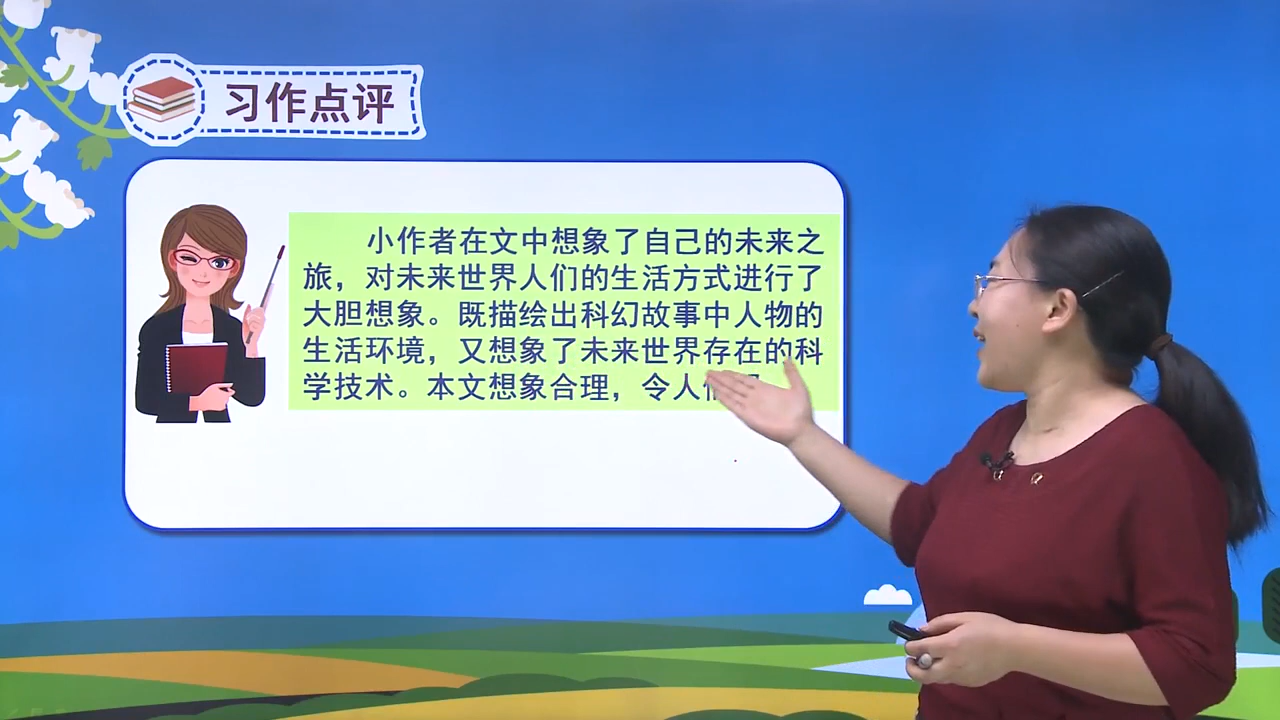 习作点评
小作者在文中想象了自己的未来之
旅，对未来世界人们的生活方式进行了
大胆想象。既描绘出科幻故事中人物的
生活环境，又想象了未来世界存在的科
学技术。本文想象合理，令人